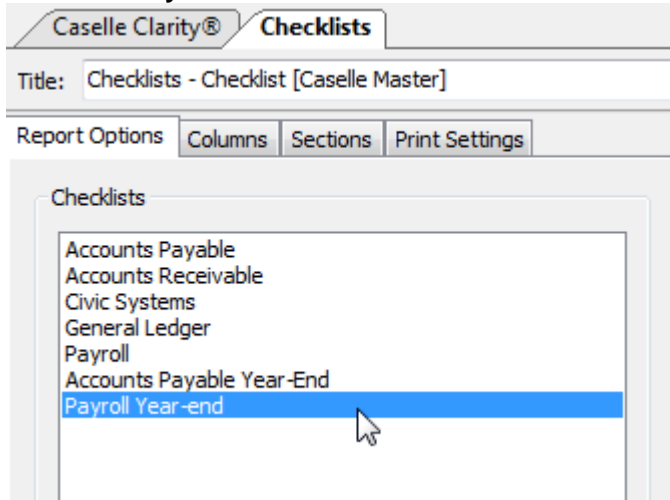 Caselle Clarity® Checklists
Title: Checklists - Checklist [Caselle Master]
Report Options Columns Sections Print Settings
Checklists
Accounts Payable
Accounts Receivable
Civic Systems
General Ledger
Payroll
Accounts Payable Year-End
Payroll Year-end